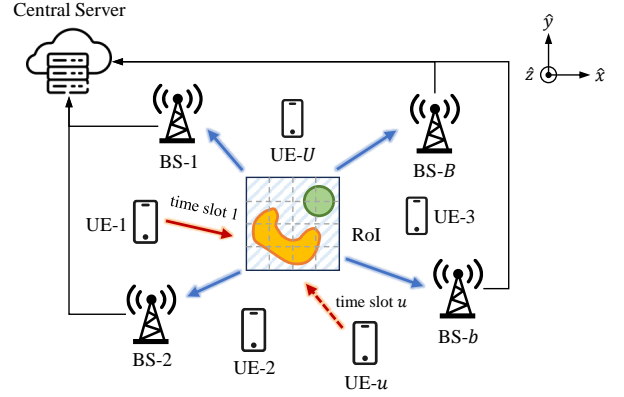 Central Server
ŷ
ẑ
x̂
BS-1
UE-U
BS-B
UE-1
time slot 1
RoI
UE-3
time slot u
BS-2
UE-2
UE-u
BS-b